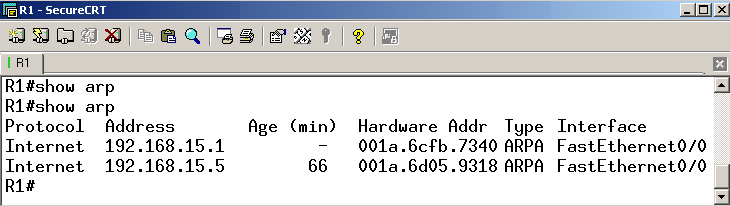 R1 - SecureCRT
R1
R1#show arp
R1#show arp
Protocol  Address         Age (min)   Hardware Addr  Type  Interface
Internet  192.168.15.1            -   001a.6cfb.7340 ARPA  FastEthernet0/0
Internet  192.168.15.5           66   001a.6d05.9318 ARPA  FastEthernet0/0
R1#